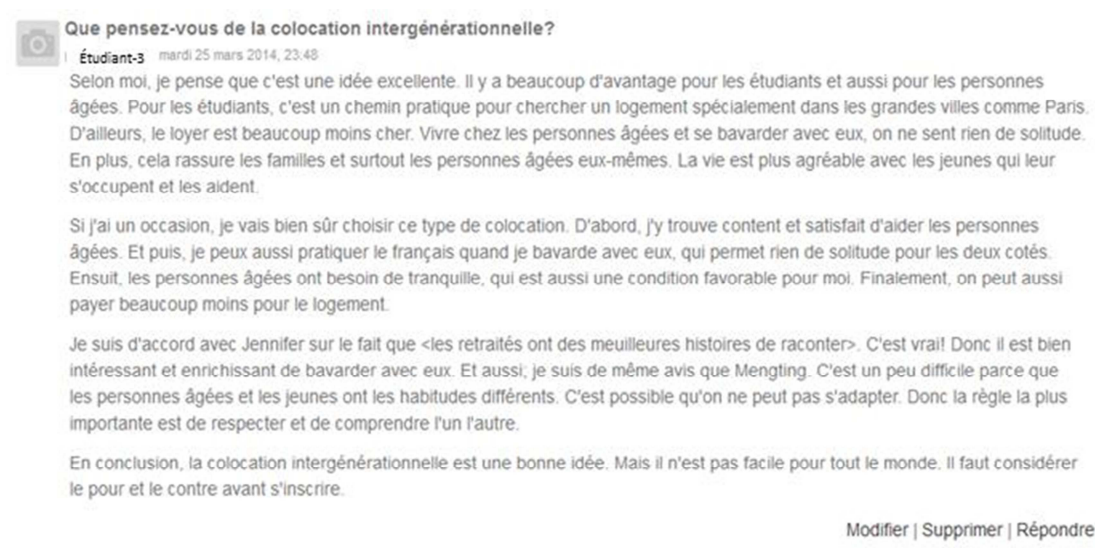 Que pensez-vous de la colocation intergénérationnelle?
Étudiant-3 mardi 25 mars 2014, 23:48
Selon moi, je pense que c'est une idée excellente. Il y a beaucoup d'avantage pour les étudiants et aussi pour les personnes
âgées. Pour les étudiants, c'est un chemin pratique pour chercher un logement spécialement dans les grandes villes comme Paris.
D'ailleurs, le loyer est beaucoup moins cher. Vivre chez les personnes âgées et se bavarder avec eux, on ne sent rien de solitude.
En plus, cela rassure les familles et surtout les personnes âgées eux-mêmes. La vie est plus agréable avec les jeunes qui leur
s'occupent et les aident.
Si j'ai un occasion, je vais bien sûr choisir ce type de colocation. D'abord, j'y trouve content et satisfait d'aider les personnes
âgées. Et puis, je peux aussi pratiquer le français quand je bavarde avec eux, qui permet rien de solitude pour les deux cotés.
Ensuit, les personnes âgées ont besoin de tranquille, qui est aussi une condition favorable pour moi. Finalement, on peut aussi
payer beaucoup moins pour le logement.
Je suis d'accord avec Jennifer sur le fait que <les retraités ont des meuilleures histoires de raconter>. C'est vrai! Donc il est bien
intéressant et enrichissant de bavarder avec eux. Et aussi; je suis de même avis que Mengting. C'est un peu difficile parce que
les personnes âgées et les jeunes ont les habitudes différents. C'est possible qu'on ne peut pas s'adapter. Donc la règle la plus
importante est de respecter et de comprendre l'un l'autre.
En conclusion, la colocation intergénérationnelle est une bonne idée. Mais il n'est pas facile pour tout le monde. Il faut considérer
le pour et le contre avant s'inscrire.
Modifier | Supprimer | Répondre